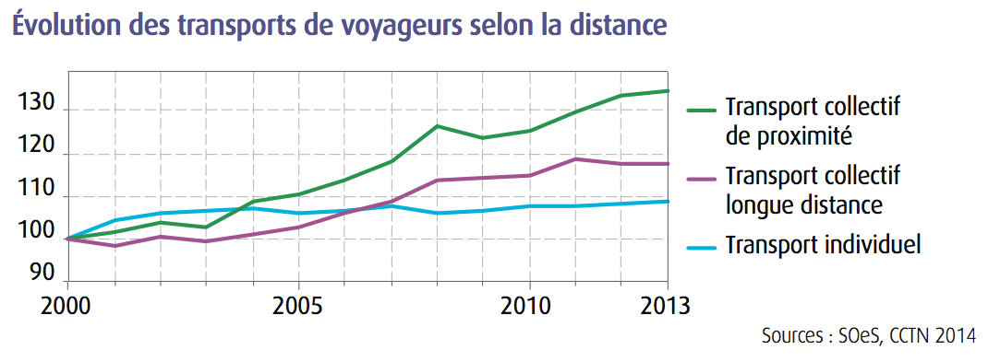 Évolution des transports de voyageurs selon la distance
130
120
110
100
90
2000 2005 2010 2013
Transport collectif
de proximité
Transport collectif
longue distance
Transport individuel
Sources : SOeS, CCTN 2014